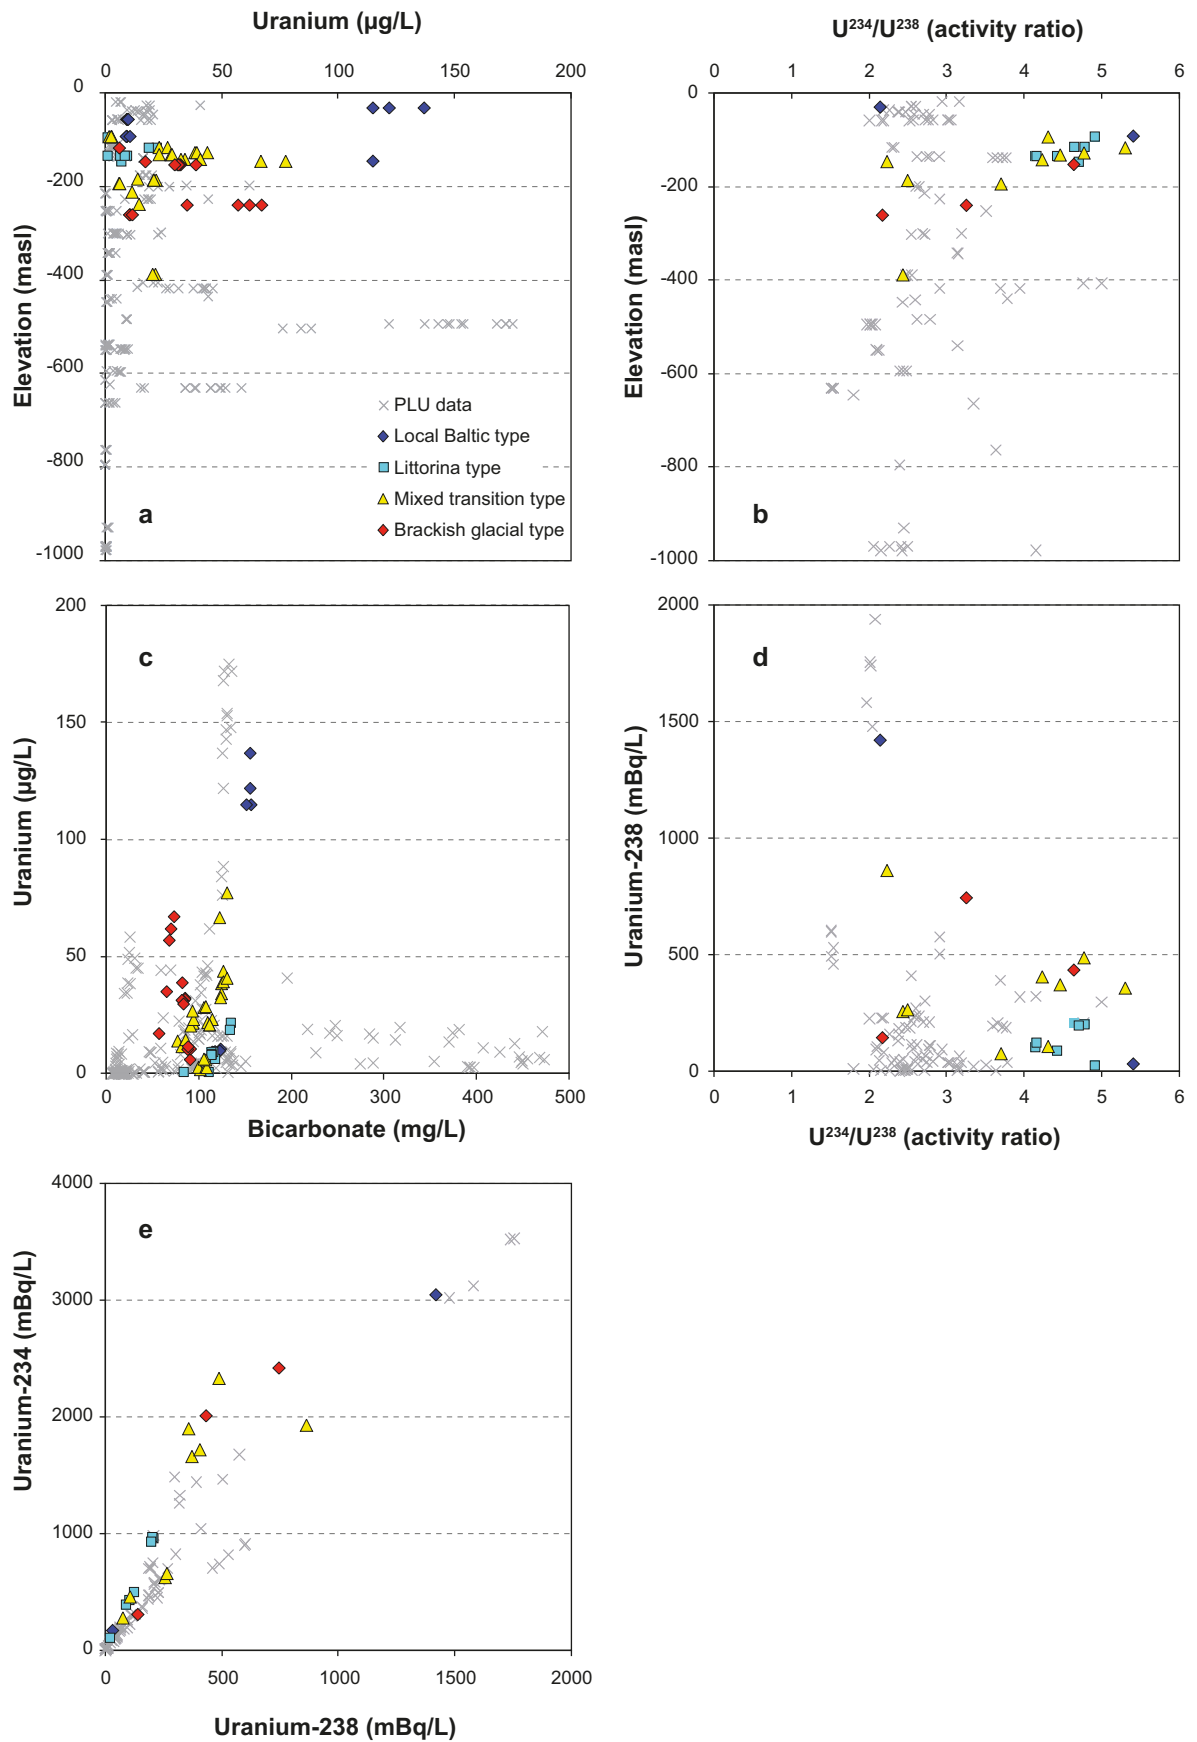 Uranium (µg/L)
0 50 100 150 200
0
-200
-400
-600
-800
-1000
Elevation (masl)
PLU data
Local Baltic type
Littorina type
Mixed transition type
Brackish glacial type
a
U234/U238 (activity ratio)
0 1 2 3 4 5 6
0
-200
-400
-600
-800
-1000
Elevation (masl)
b
200
150
100
50
0
Uranium (µg/L)
c
0 100 200 300 400 500
Bicarbonate (mg/L)
2000
1500
1000
500
0
Uranium-238 (mBq/L)
d
0 1 2 3 4 5 6
U234/U238 (activity ratio)
4000
3000
2000
1000
0
Uranium-234 (mBq/L)
e
0 500 1000 1500 2000
Uranium-238 (mBq/L)